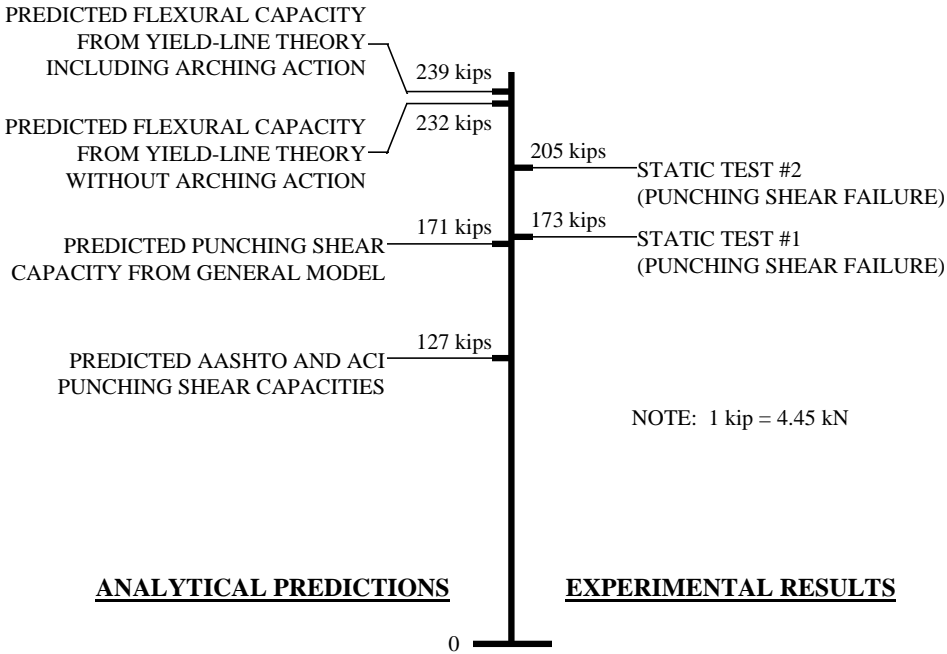 PREDICTED FLEXURAL CAPACITY
FROM YIELD-LINE THEORY
INCLUDING ARCHING ACTION
239 kips
232 kips
PREDICTED FLEXURAL CAPACITY
FROM YIELD-LINE THEORY
WITHOUT ARCHING ACTION
205 kips
STATIC TEST #2
(PUNCHING SHEAR FAILURE)
171 kips
PREDICTED PUNCHING SHEAR
CAPACITY FROM GENERAL MODEL
173 kips
STATIC TEST #1
(PUNCHING SHEAR FAILURE)
127 kips
PREDICTED AASHTO AND ACI
PUNCHING SHEAR CAPACITIES
NOTE: 1 kip = 4.45 kN
ANALYTICAL PREDICTIONS
EXPERIMENTAL RESULTS
0